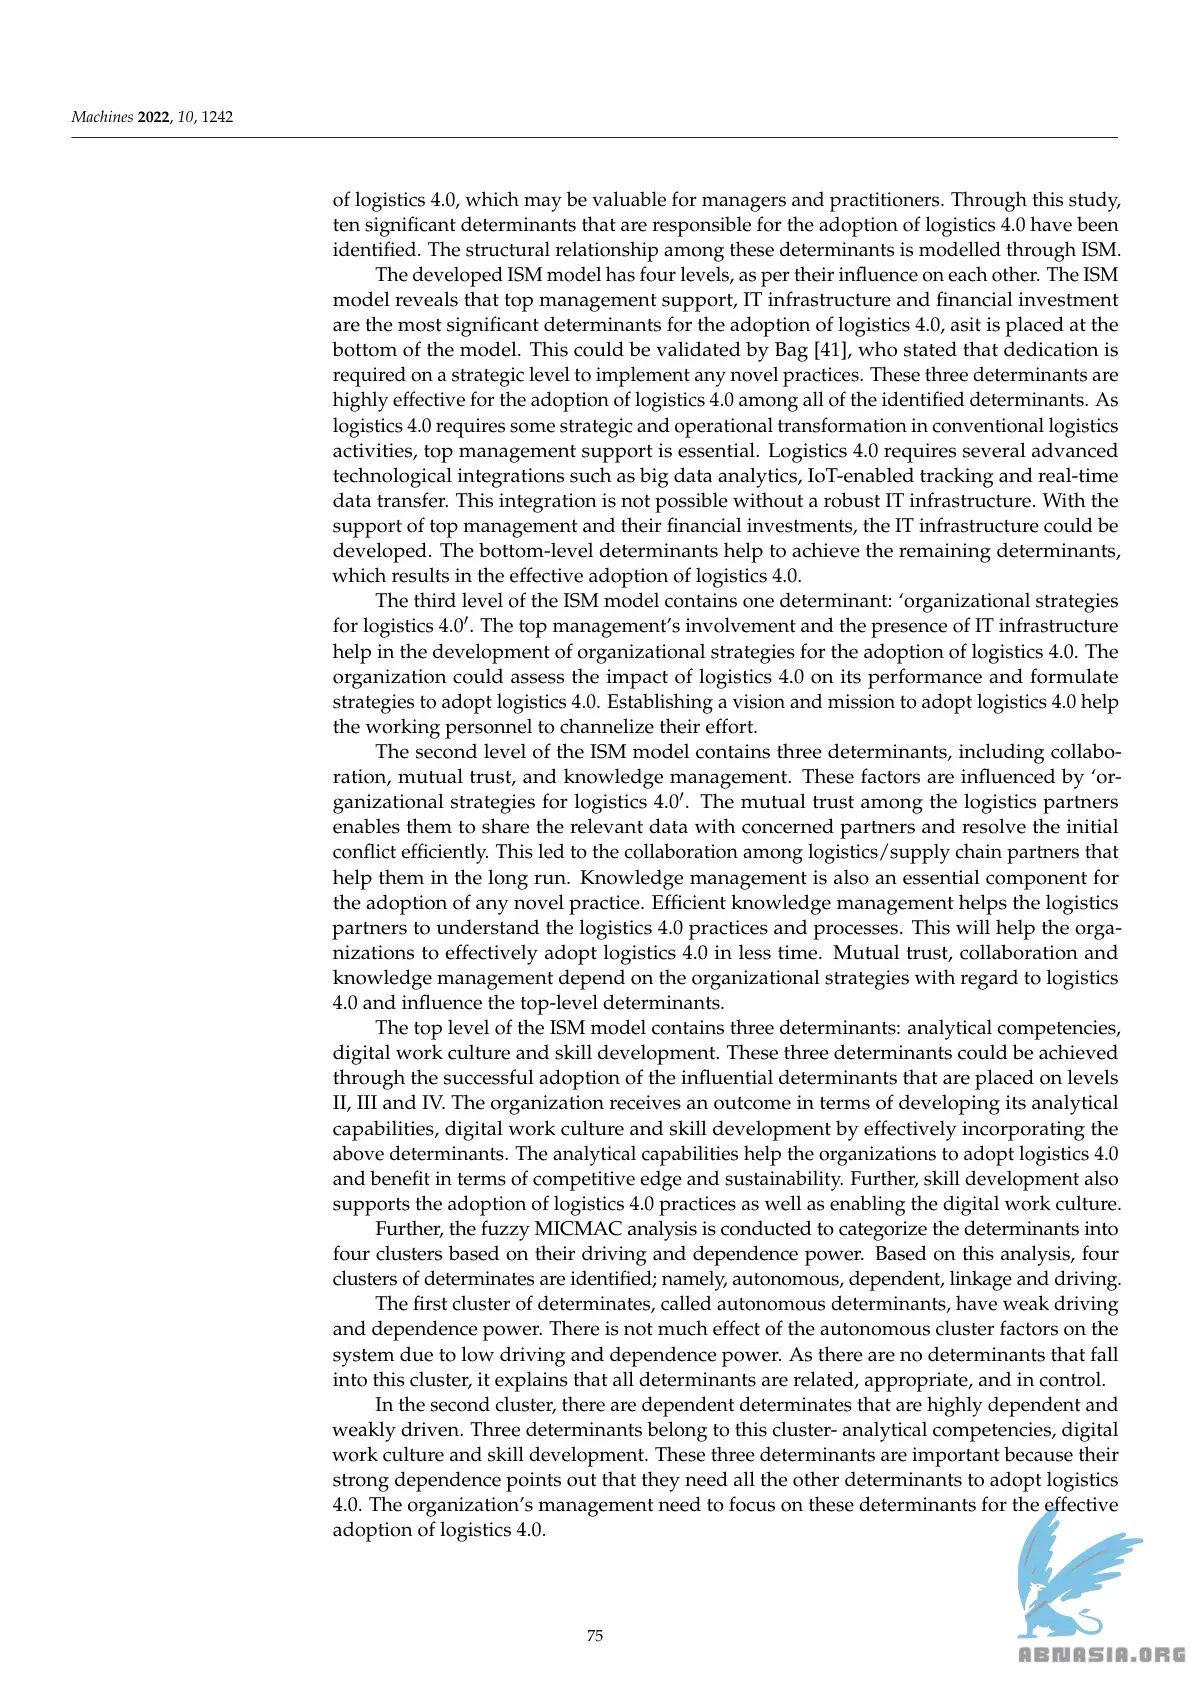 Machines 2022, 10, 1242
of logistics 4.0, which may be valuable for managers and practitioners. Through this study,
ten significant determinants that are responsible for the adoption of logistics 4.0 have been
identified. The structural relationship among these determinants is modelled through ISM.
The developed ISM model has four levels, as per their influence on each other. The ISM
model reveals that top management support, IT infrastructure and financial investment
are the most significant determinants for the adoption of logistics 4.0, asit is placed at the
bottom of the model. This could be validated by Bag [41], who stated that dedication is
required on a strategic level to implement any novel practices. These three determinants are
highly effective for the adoption of logistics 4.0 among all of the identified determinants. As
logistics 4.0 requires some strategic and operational transformation in conventional logistics
activities, top management support is essential. Logistics 4.0 requires several advanced
technological integrations such as big data analytics, IoT-enabled tracking and real-time
data transfer. This integration is not possible without a robust IT infrastructure. With the
support of top management and their financial investments, the IT infrastructure could be
developed. The bottom-level determinants help to achieve the remaining determinants,
which results in the effective adoption of logistics 4.0.
The third level of the ISM model contains one determinant: ‘organizational strategies
for logistics 4.0′. The top management’s involvement and the presence of IT infrastructure
help in the development of organizational strategies for the adoption of logistics 4.0. The
organization could assess the impact of logistics 4.0 on its performance and formulate
strategies to adopt logistics 4.0. Establishing a vision and mission to adopt logistics 4.0 help
the working personnel to channelize their effort.
The second level of the ISM model contains three determinants, including collabo-
ration, mutual trust, and knowledge management. These factors are influenced by ‘or-
ganizational strategies for logistics 4.0′. The mutual trust among the logistics partners
enables them to share the relevant data with concerned partners and resolve the initial
conflict efficiently. This led to the collaboration among logistics/supply chain partners that
help them in the long run. Knowledge management is also an essential component for
the adoption of any novel practice. Efficient knowledge management helps the logistics
partners to understand the logistics 4.0 practices and processes. This will help the orga-
nizations to effectively adopt logistics 4.0 in less time. Mutual trust, collaboration and
knowledge management depend on the organizational strategies with regard to logistics
4.0 and influence the top-level determinants.
The top level of the ISM model contains three determinants: analytical competencies,
digital work culture and skill development. These three determinants could be achieved
through the successful adoption of the influential determinants that are placed on levels
II, III and IV. The organization receives an outcome in terms of developing its analytical
capabilities, digital work culture and skill development by effectively incorporating the
above determinants. The analytical capabilities help the organizations to adopt logistics 4.0
and benefit in terms of competitive edge and sustainability. Further, skill development also
supports the adoption of logistics 4.0 practices as well as enabling the digital work culture.
Further, the fuzzy MICMAC analysis is conducted to categorize the determinants into
four clusters based on their driving and dependence power. Based on this analysis, four
clusters of determinates are identified; namely, autonomous, dependent, linkage and driving.
The first cluster of determinates, called autonomous determinants, have weak driving
and dependence power. There is not much effect of the autonomous cluster factors on the
system due to low driving and dependence power. As there are no determinants that fall
into this cluster, it explains that all determinants are related, appropriate, and in control.
In the second cluster, there are dependent determinates that are highly dependent and
weakly driven. Three determinants belong to this cluster- analytical competencies, digital
work culture and skill development. These three determinants are important because their
strong dependence points out that they need all the other determinants to adopt logistics
4.0. The organization’s management need to focus on these determinants for the effective
adoption of logistics 4.0.
75
ABNASIA.ORG